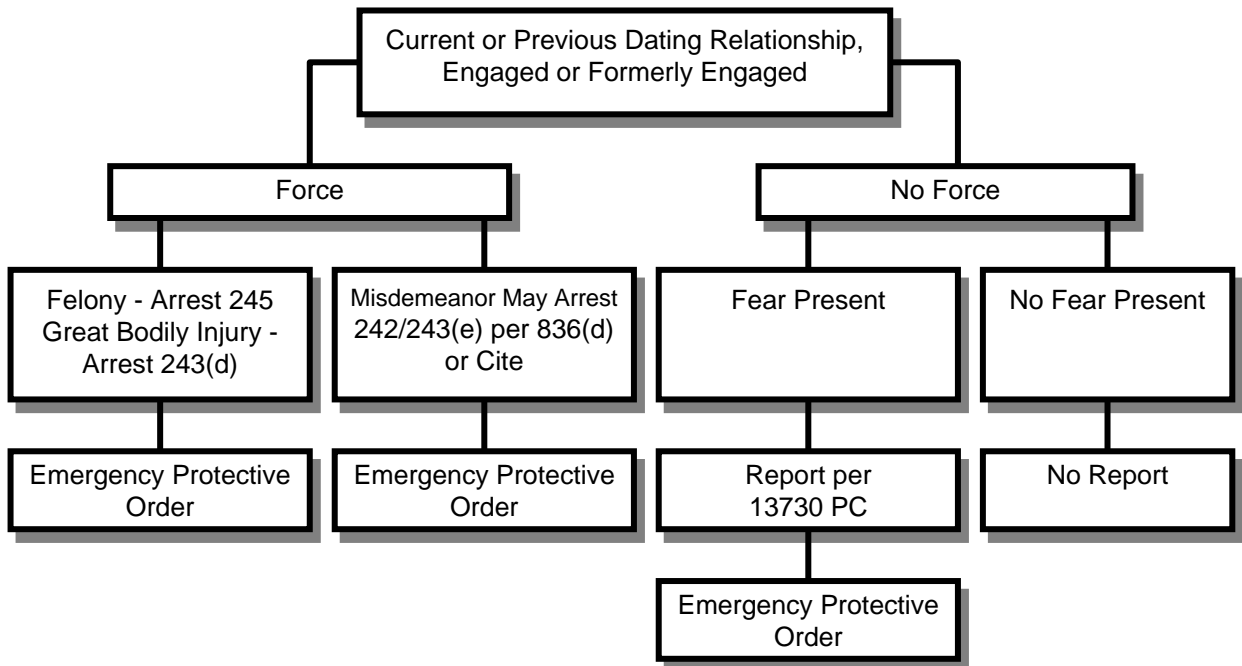 Current or Previous Dating Relationship,
Engaged or Formerly Engaged
Force
No Force
Felony - Arrest 245
Great Bodily Injury -
Arrest 243(d)
Misdemeanor May Arrest
242/243(e) per 836(d)
or Cite
Fear Present
No Fear Present
Emergency Protective
Order
Emergency Protective
Order
Report per
13730 PC
No Report
Emergency Protective
Order